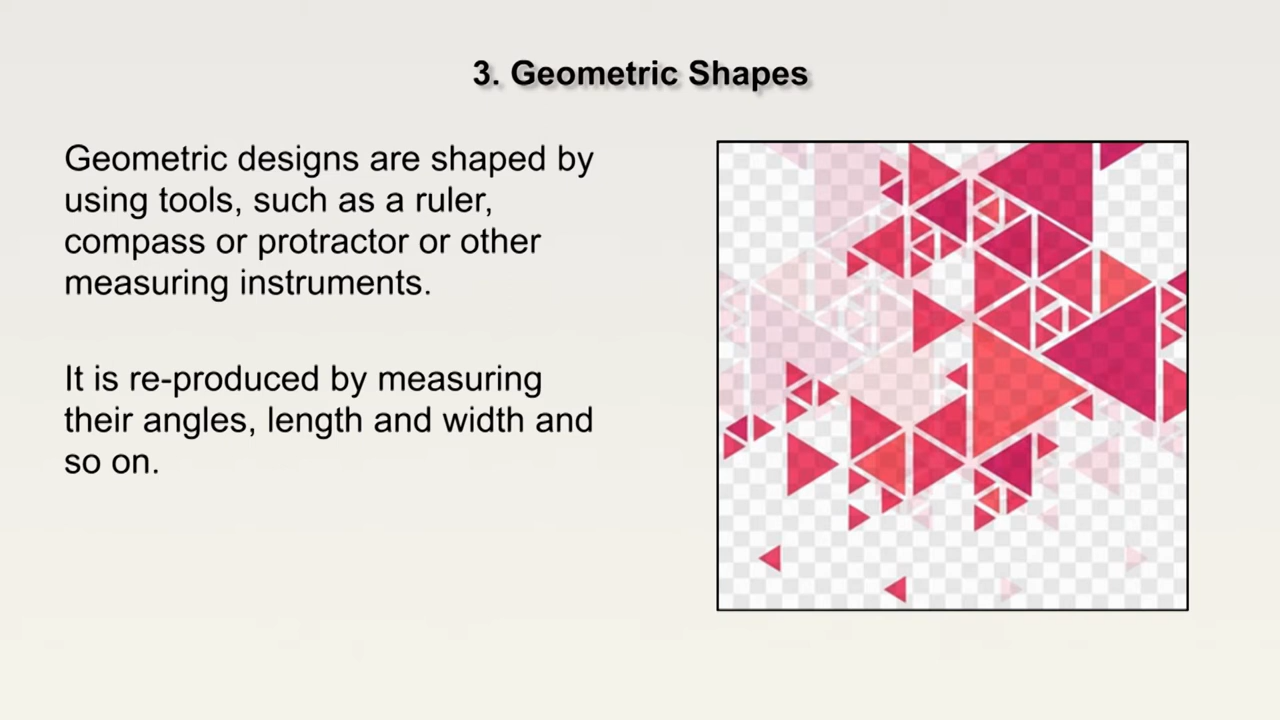 3. Geometric Shapes
Geometric designs are shaped by
using tools, such as a ruler,
compass or protractor or other
measuring instruments.
It is re-produced by measuring
their angles, length and width and
so on.